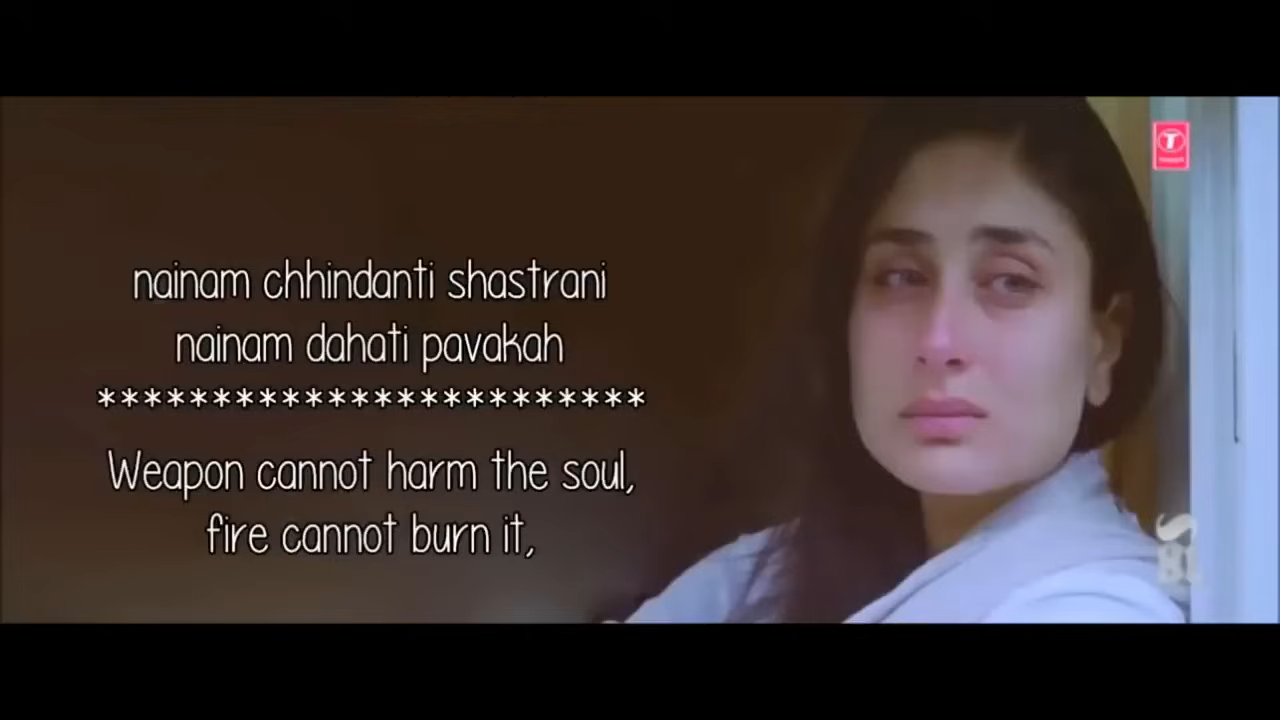 nainam chhindanti shastrani
nainam dahati pavakah
*************************
Weapon cannot harm the soul,
fire cannot burn it,
T